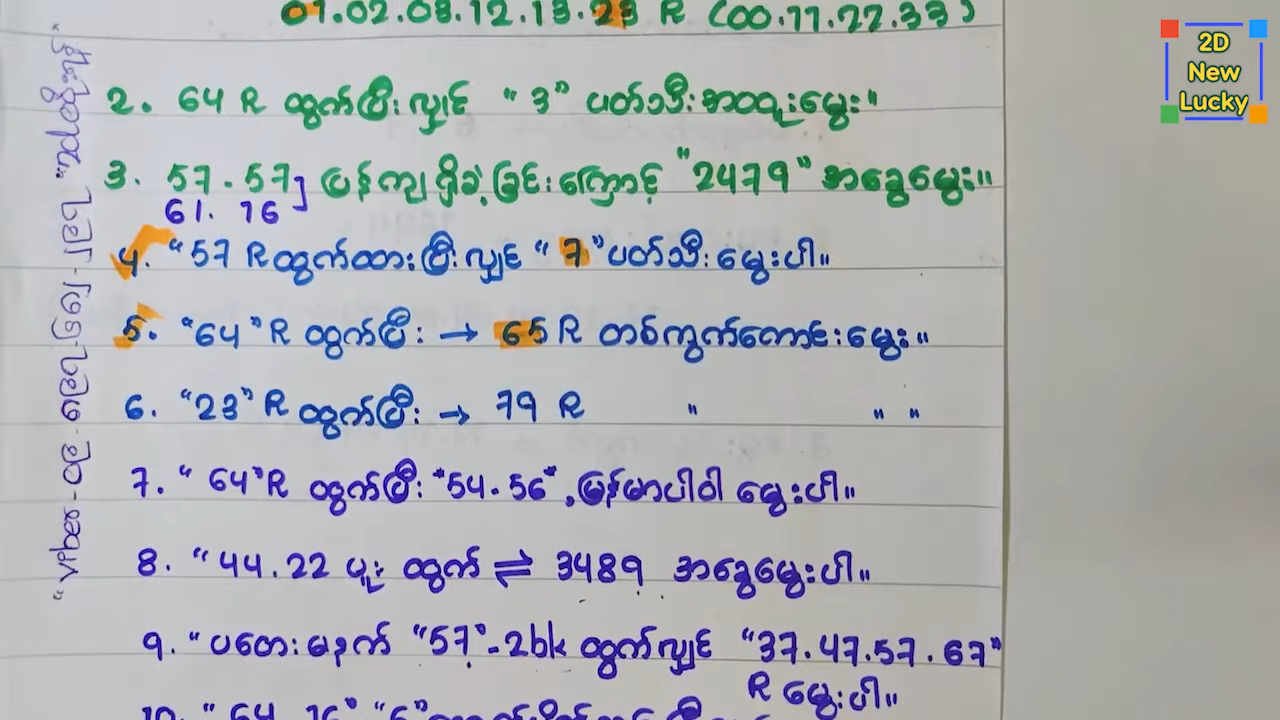 01.02.03.12.13.23 R (00.11.22.33)
2. 64 R ထွက်ပြီးလျှင် "3" ပတ်သီးအထူးမွေး။
3. 57.57] ပြန်ကျရှိခဲ့ခြင်းကြောင့် "2479" အခွေမွေး။
61. 16
4. "57 R ထွက်ထားပြီးလျှင် "7" ပတ်သီး မွေးပါ။
5. "64" R ထွက်ပြီး → 65 R တစ်ကွက်ကောင်းမွေး။
6. "23" R ထွက်ပြီး → 79 R " " "
7. "64" R ထွက်ပြီး "54.56" မြန်မာပါဝါ မွေးပါ။
8. "44.22 ပူး ထွက် ⇌ 3489 အခွေမွေးပါ။
9. "ပတေးမနက် "57"-2bk ထွက်လျှင် "37.47.57.67"
R မွေးပါ။
2D
New
Lucky